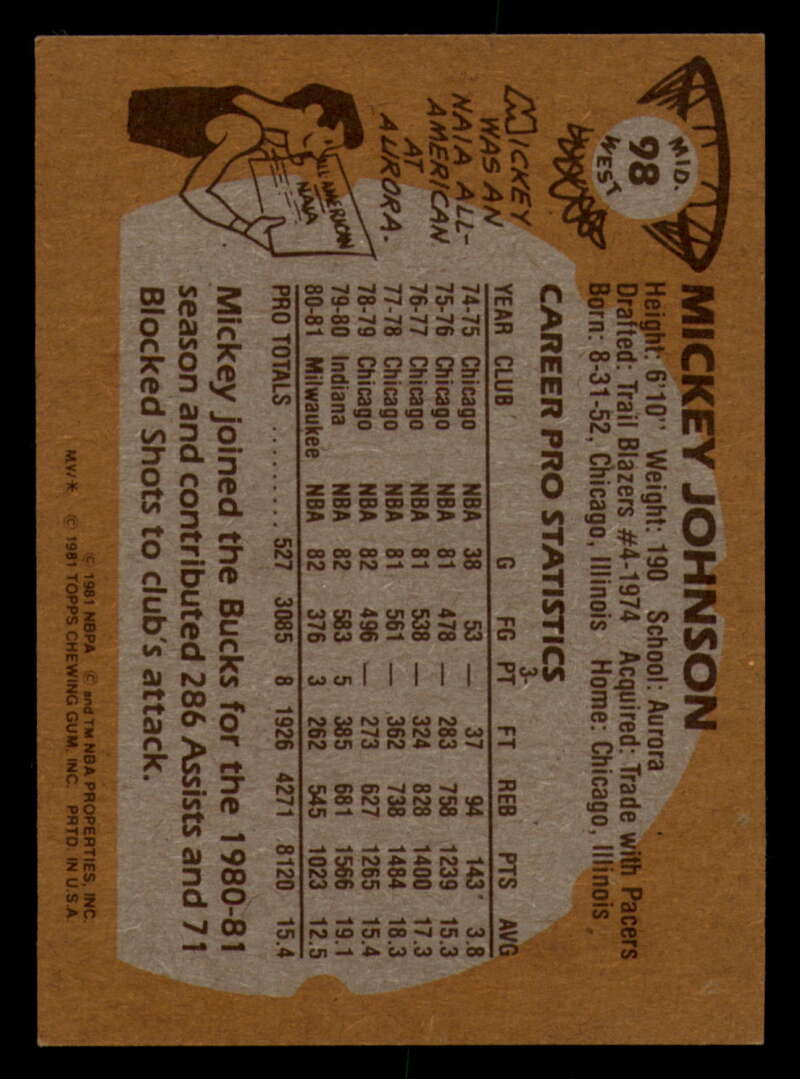 MID.
98
WEST
MICKEY JOHNSON
Height: 6'10" Weight: 190 School: Aurora
Drafted: Trail Blazers #4-1974 Acquired: Trade with Pacers
Born: 8-31-52, Chicago, Illinois Home: Chicago, Illinois
MICKEY
WAS AN
NAIA ALL-
AMERICAN
AT
AURORA.
ALL AMERICAN
NAIA
CAREER PRO STATISTICS
3-
YEAR CLUB G FG PT FT REB PTS AVG
74-75 Chicago NBA 38 53 — 37 94 143 3.8
75-76 Chicago NBA 81 478 — 283 758 1239 15.3
76-77 Chicago NBA 81 538 — 324 828 1400 17.3
77-78 Chicago NBA 81 561 — 362 738 1484 18.3
78-79 Chicago NBA 82 496 — 273 627 1265 15.4
79-80 Indiana NBA 82 583 5 385 681 1566 19.1
80-81 Milwaukee NBA 82 376 3 262 545 1023 12.5
PRO TOTALS ......... 527 3085 8 1926 4271 8120 15.4
Mickey joined the Bucks for the 1980-81
season and contributed 286 Assists and 71
Blocked Shots to club's attack.
© 1981 NBPA © and TM NBA PROPERTIES, INC.
MV/* © 1981 TOPPS CHEWING GUM, INC. PRTD. IN U.S.A.